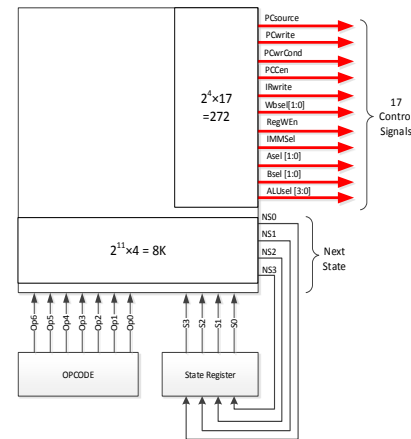 PCsource
PCwrite
PCwrCond
PCCen
IRwrite
Wbsel[1:0]
RegWEn
IMMSel
Asel [1:0]
Bsel [1:0]
ALUsel [3:0]
2⁴×17
=272
17
Control
Signals
NS0
NS1
NS2
NS3
2¹¹×4 = 8K
Next
State
Op6
Op5
Op4
Op3
Op2
Op1
Op0
S3
S2
S1
S0
OPCODE
State Register